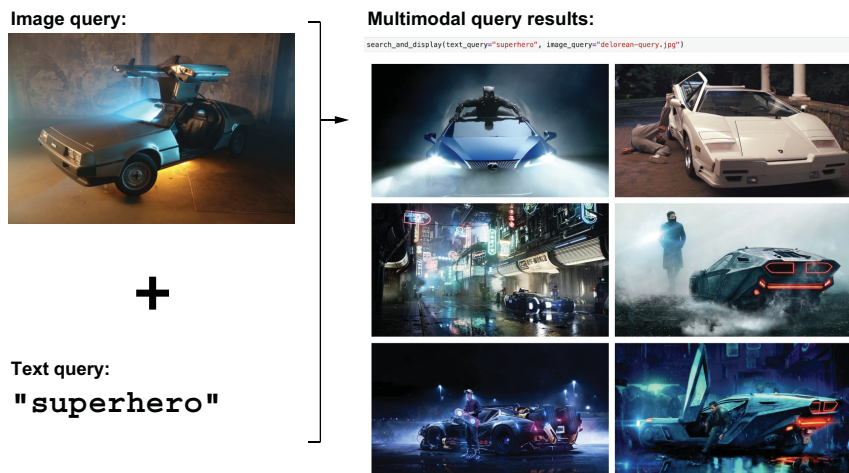 Image query:
Multimodal query results:
search_and_display(text_query="superhero", image_query="delorean-query.jpg")
Text query:
"superhero"